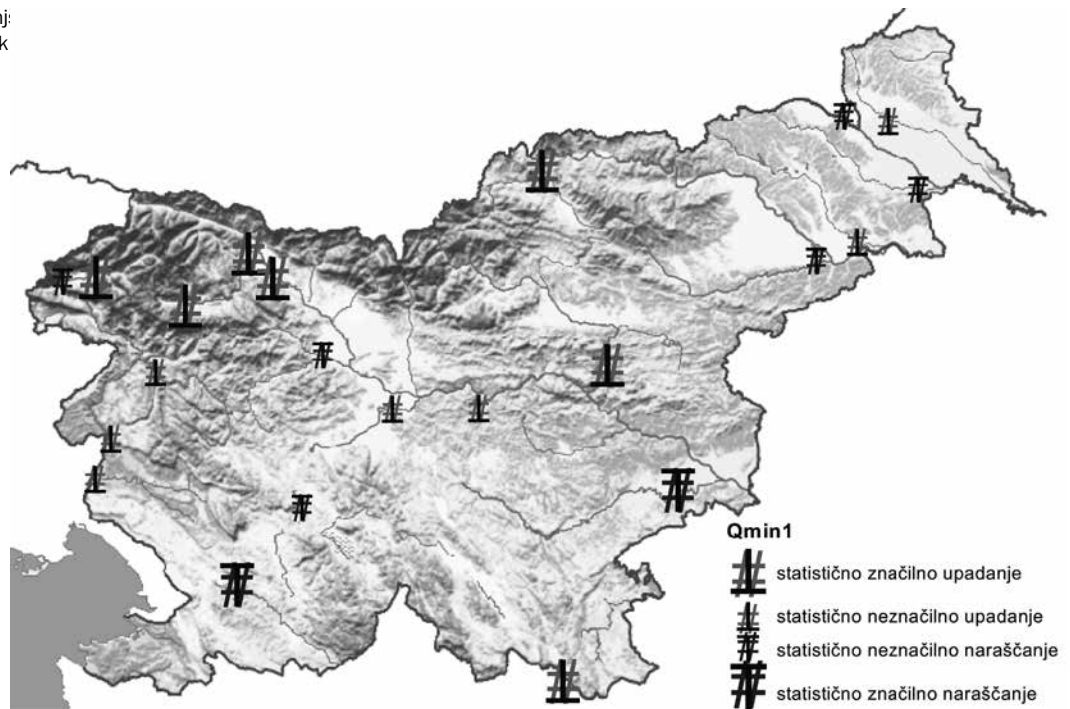 Qmin1
statistično značilno upadanje
statistično neznačilno upadanje
statistično neznačilno naraščanje
statistično značilno naraščanje